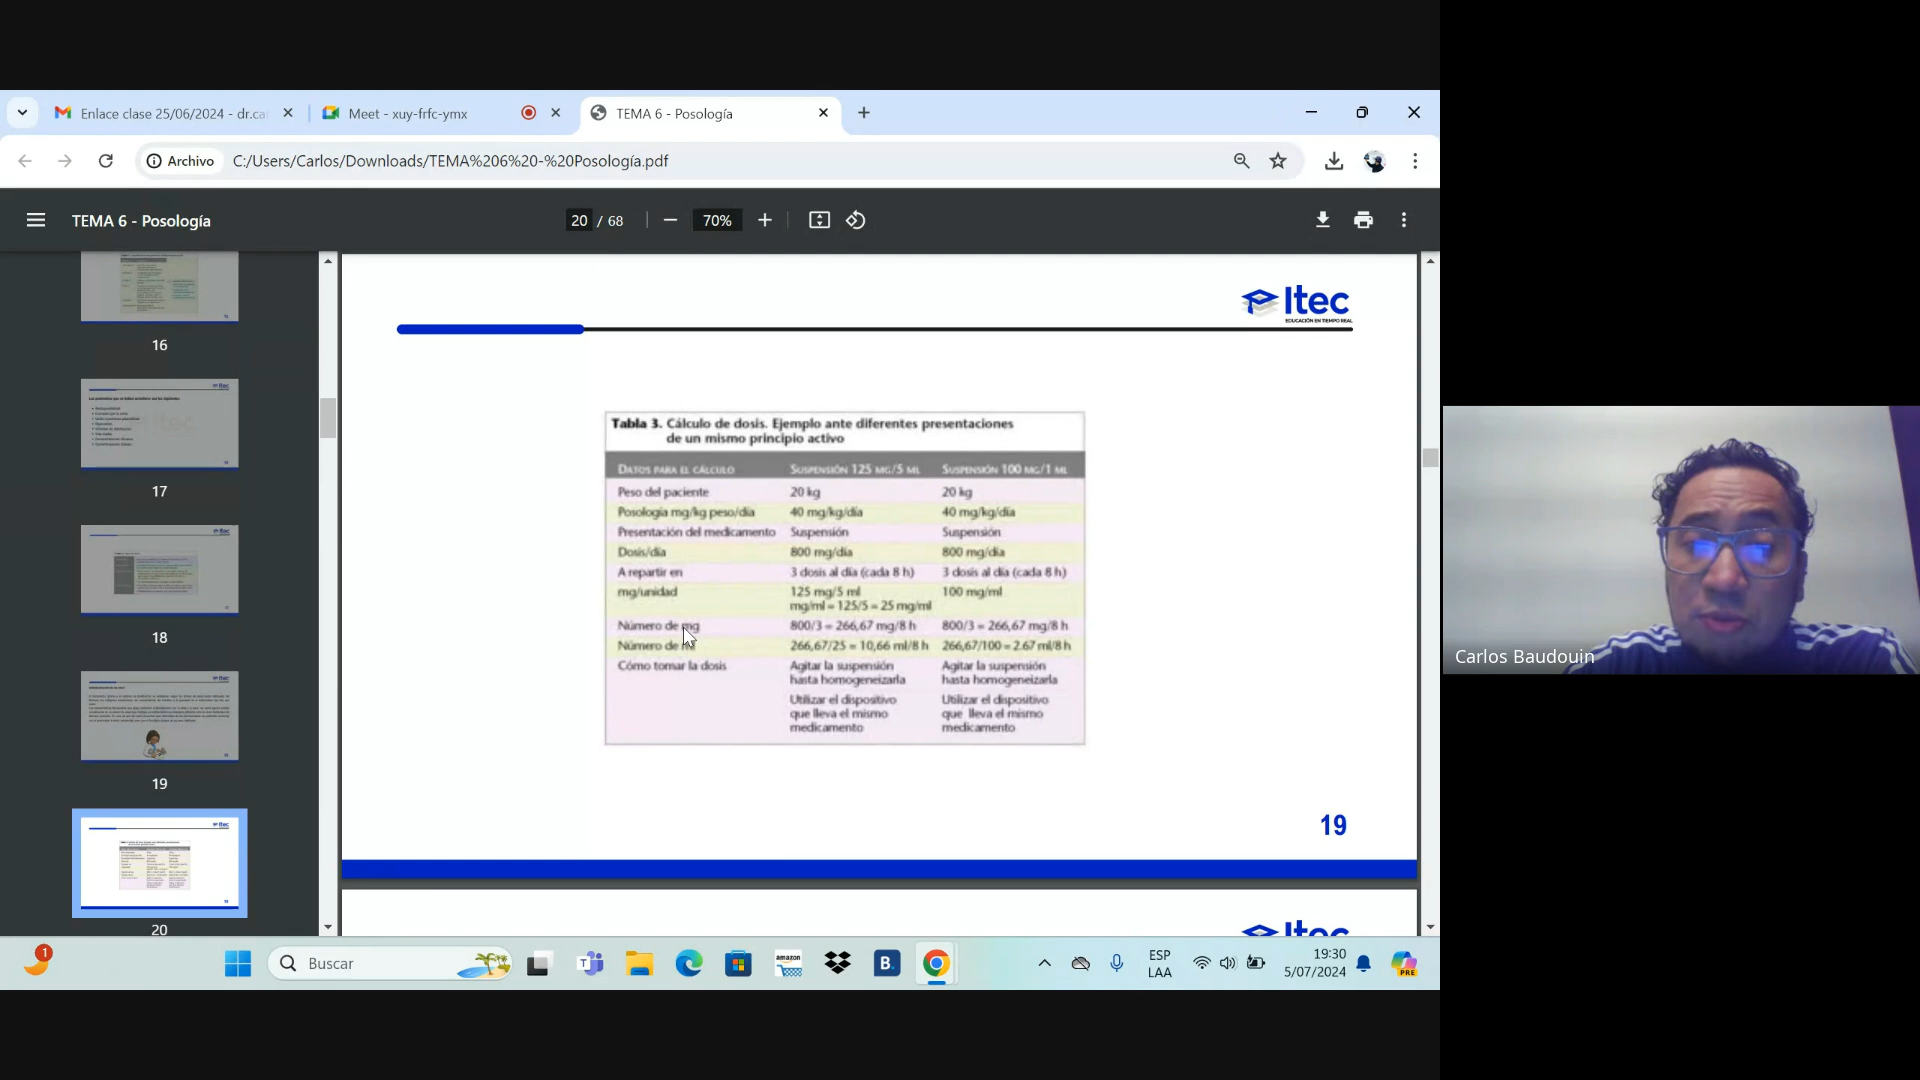 Enlace clase 25/06/2024 - dr.ca
Meet - xuy-frfc-ymx
TEMA 6 - Posología
Archivo
C:/Users/Carlos/Downloads/TEMA%206%20-%20Posología.pdf
TEMA 6 - Posología
20 / 68
70%
16
17
18
19
20
Itec
EDUCACIÓN EN TIEMPO REAL
Tabla 3. Cálculo de dosis. Ejemplo ante diferentes presentaciones
de un mismo principio activo
DATOS PARA EL CÁLCULO SUSPENSIÓN 125 MG/5 ML SUSPENSIÓN 100 MG/1 ML
Peso del paciente 20 kg 20 kg
Posología mg/kg peso/día 40 mg/kg/día 40 mg/kg/día
Presentación del medicamento Suspensión Suspensión
Dosis/día 800 mg/día 800 mg/día
A repartir en 3 dosis al día (cada 8 h) 3 dosis al día (cada 8 h)
mg/unidad 125 mg/5 ml 100 mg/ml
mg/ml = 125/5 = 25 mg/ml
Número de mg 800/3 = 266,67 mg/8 h 800/3 = 266,67 mg/8 h
Número de 266,67/25 = 10,66 ml/8 h 266,67/100 = 2.67 ml/8 h
Cómo tomar la dosis Agitar la suspensión Agitar la suspensión
hasta homogeneizarla hasta homogeneizarla
Utilizar el dispositivo Utilizar el dispositivo
que lleva el mismo que lleva el mismo
medicamento medicamento
19
Itec
Carlos Baudouin
1
Buscar
amazon
B.
ESP
LAA
19:30
5/07/2024
PRE